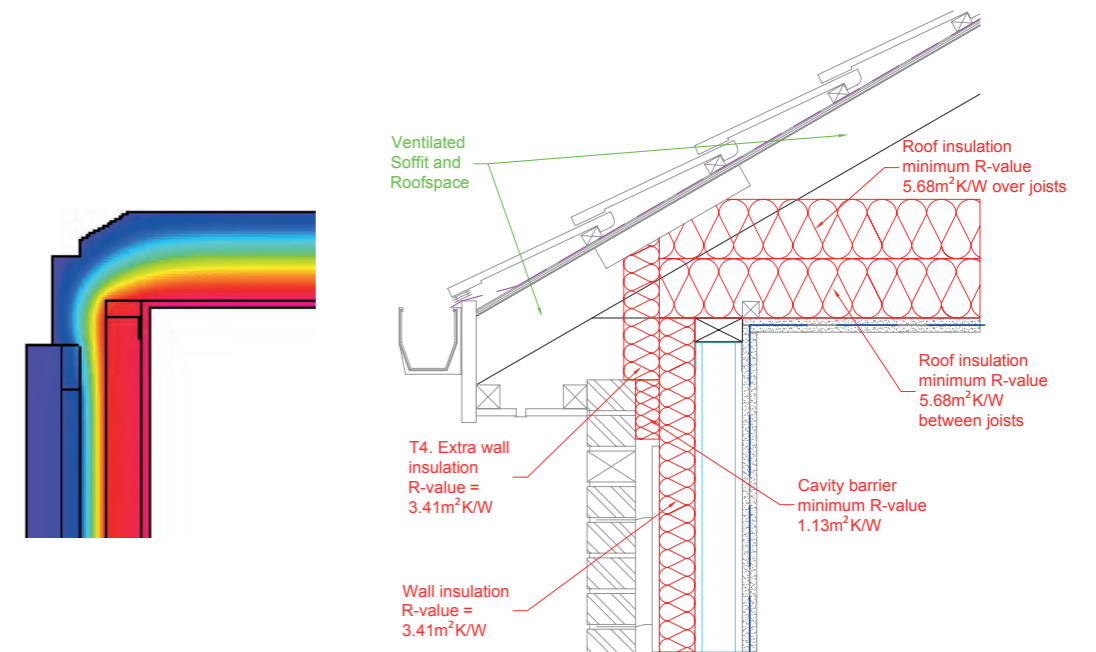 Ventilated
Soffit and
Roofspace
Roof insulation
minimum R-value
5.68m²K/W over joists
Roof insulation
minimum R-value
5.68m²K/W
between joists
T4. Extra wall
insulation
R-value =
3.41m²K/W
Cavity barrier
minimum R-value
1.13m²K/W
Wall insulation
R-value =
3.41m²K/W